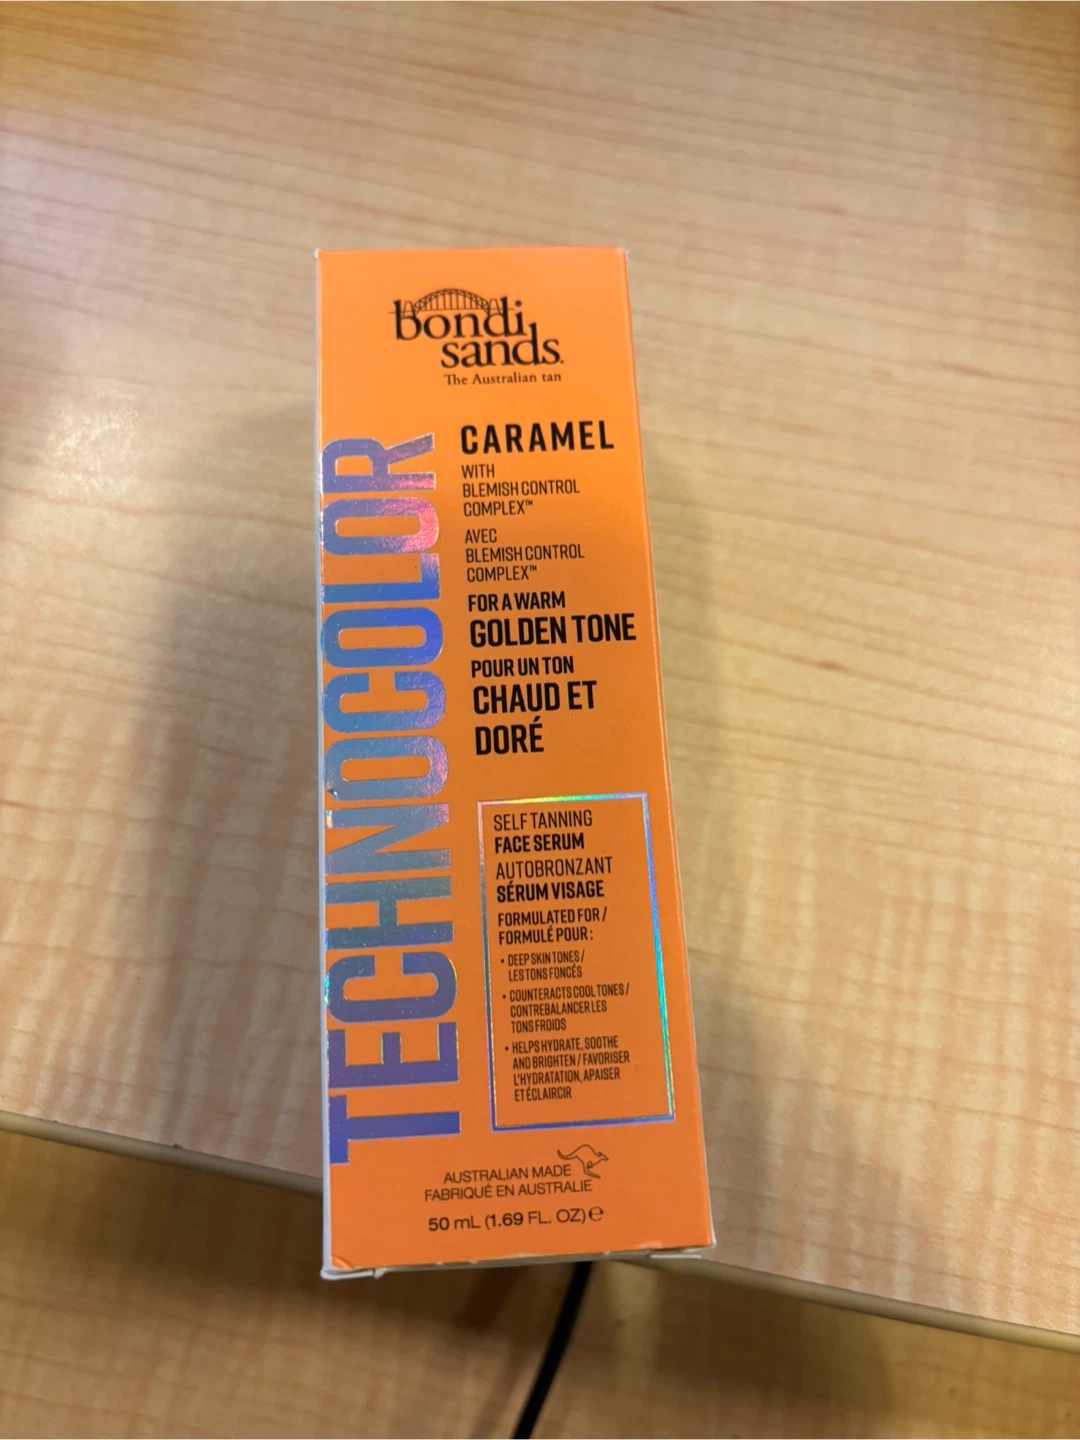 bondi
sands.
The Australian tan
TECHNOCOLOR
CARAMEL
WITH
BLEMISH CONTROL
COMPLEX™
AVEC
BLEMISH CONTROL
COMPLEX™
FOR A WARM
GOLDEN TONE
POUR UN TON
CHAUD ET
DORÉ
SELF TANNING
FACE SERUM
AUTOBRONZANT
SÉRUM VISAGE
FORMULATED FOR /
FORMULÉ POUR :
• DEEP SKIN TONES /
LES TONS FONCÉS
• COUNTERACTS COOL TONES /
CONTREBALANCER LES
TONS FROIDS
• HELPS HYDRATE, SOOTHE
AND BRIGHTEN / FAVORISER
L'HYDRATATION, APAISER
ET ÉCLAIRCIR
AUSTRALIAN MADE
FABRIQUÉ EN AUSTRALIE
50 mL (1.69 FL. OZ) ℮